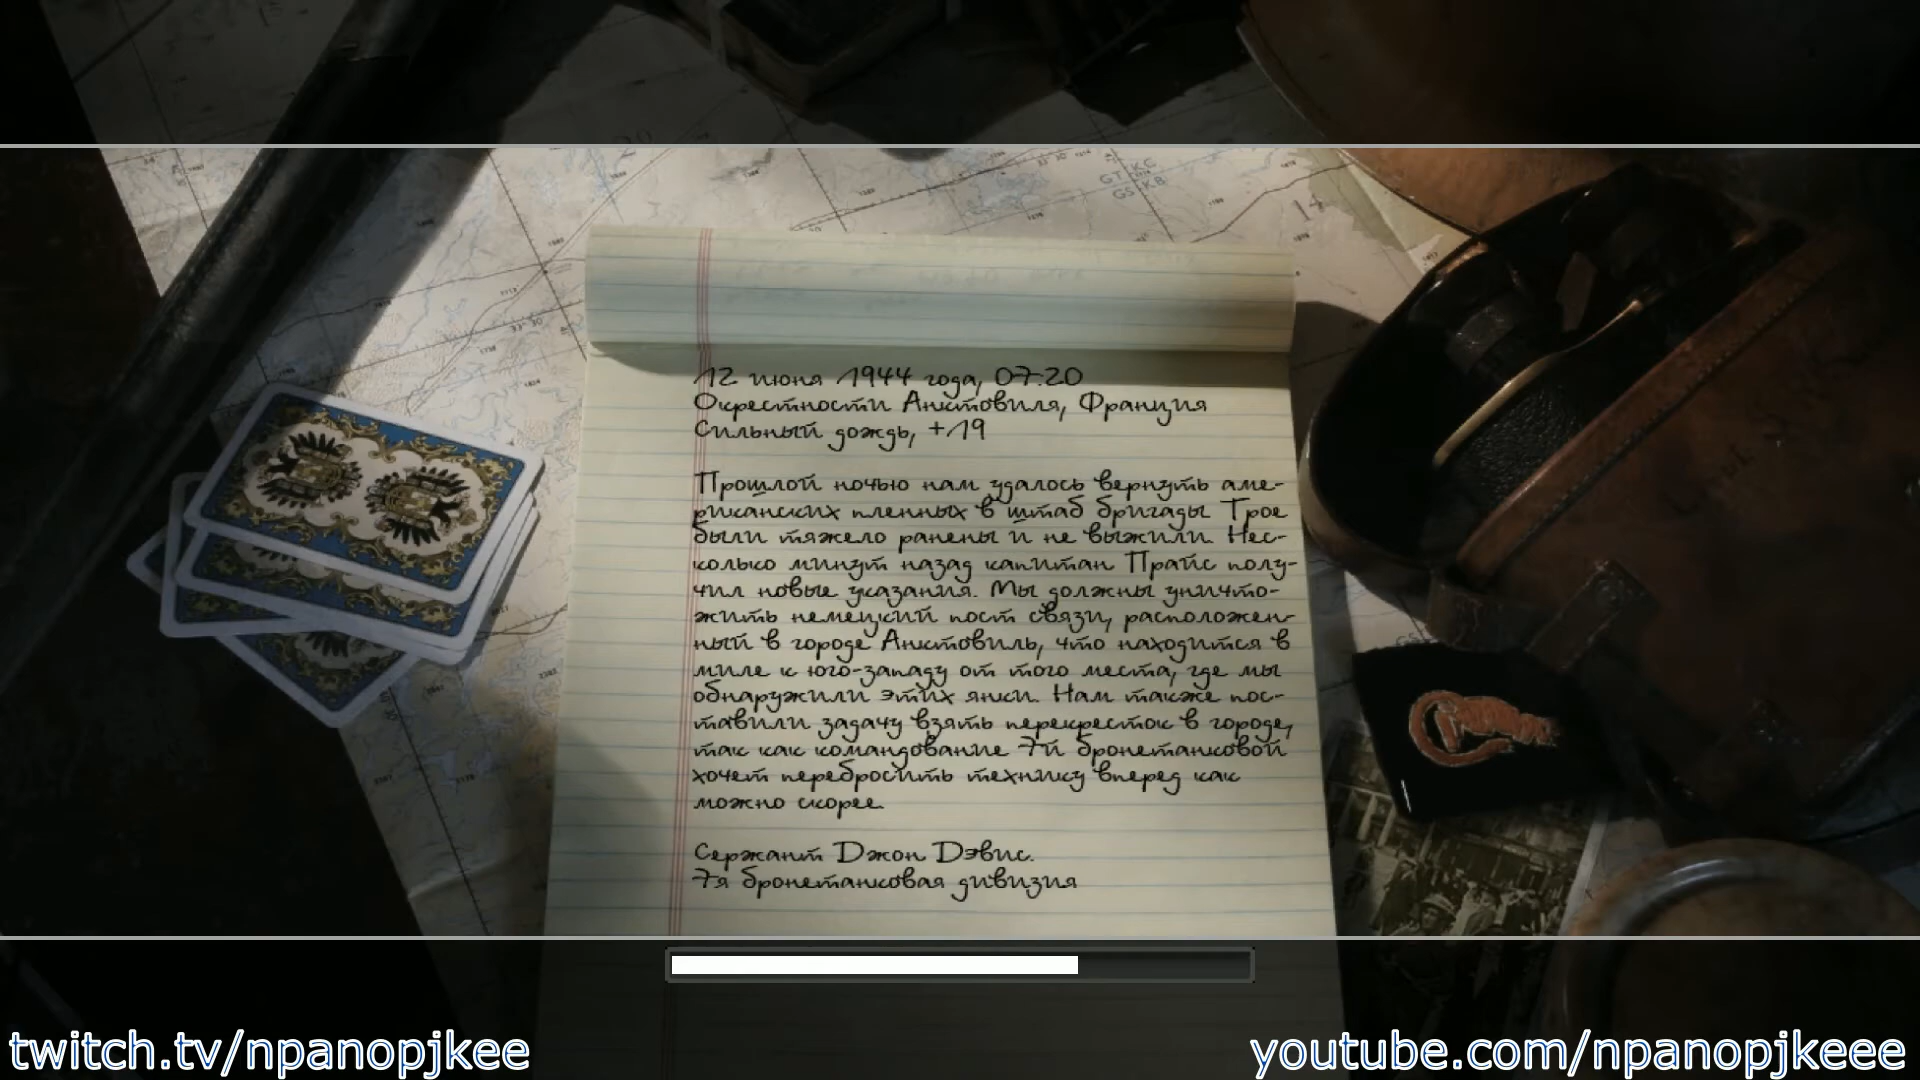 12 июня 1944 года, 07:20
Окрестности Анктовиля, Франция
Сильный дождь, +19
Прошлой ночью нам удалось вернуть аме-
риканских пленных в штаб бригады. Трое
были тяжело ранены и не выжили. Нес-
колько минут назад капитан Прайс полу-
чил новые указания. Мы должны уничто-
жить немецкий пост связи, расположен-
ный в городе Анктовиль, что находится в
миле к юго-западу от того места, где мы
обнаружили этих янки. Нам также пос-
тавили задачу взять перекресток в городе,
так как командование 7й бронетанковой
хочет перебросить технику вперед как
можно скорее.
Сержант Джон Дэвис.
7я бронетанковая дивизия
twitch.tv/npanopjkee
youtube.com/npanopjkeee